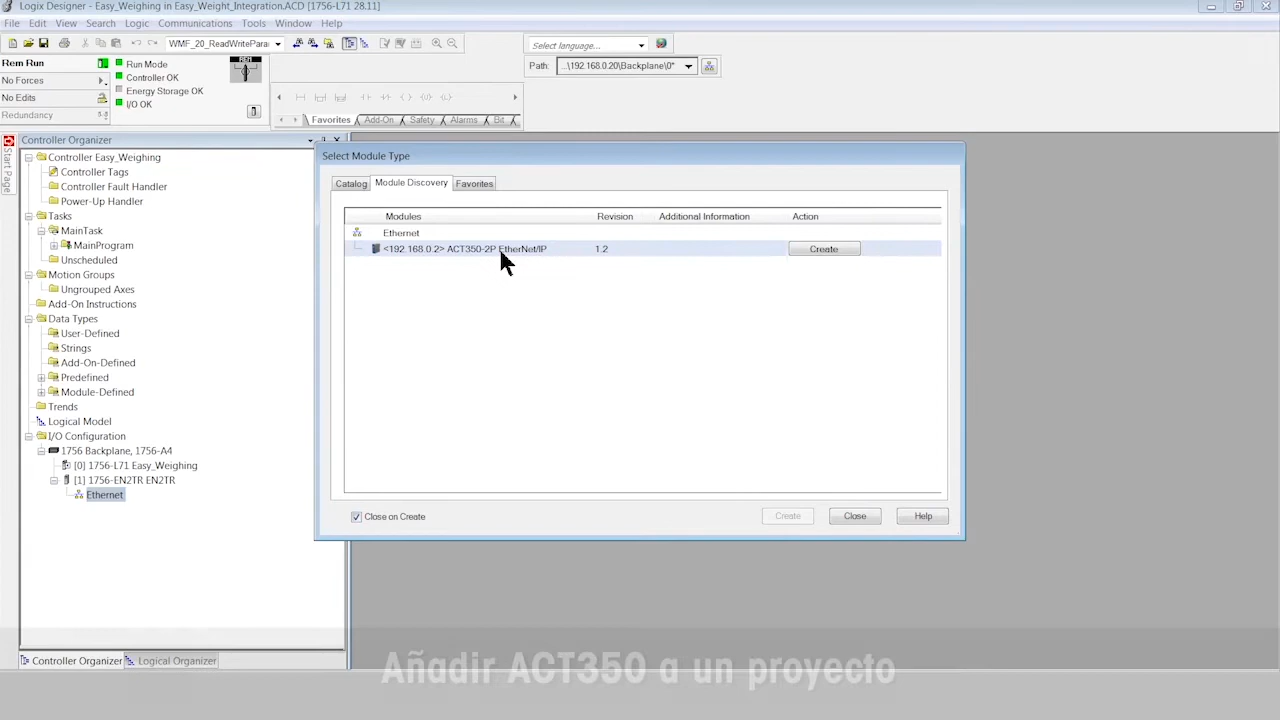 Logix Designer - Easy_Weighing in Easy_Weight_Integration.ACD [1756-L71 28.11]
File Edit View Search Logic Communications Tools Window Help
WMF_20_ReadWritePara
Select language...
Rem Run
Run Mode
Path: ...\192.168.0.20\Backplane\0*
No Forces
Controller OK
Energy Storage OK
No Edits
I/O OK
Redundancy
Favorites Add-On Safety Alarms Bit
Start Page
Controller Organizer
Controller Easy_Weighing
Controller Tags
Controller Fault Handler
Power-Up Handler
Tasks
MainTask
MainProgram
Unscheduled
Motion Groups
Ungrouped Axes
Add-On Instructions
Data Types
User-Defined
Strings
Add-On-Defined
Predefined
Module-Defined
Trends
Logical Model
I/O Configuration
1756 Backplane, 1756-A4
[0] 1756-L71 Easy_Weighing
[1] 1756-EN2TR EN2TR
Ethernet
Controller Organizer Logical Organizer
Select Module Type
Catalog Module Discovery Favorites
Modules Revision Additional Information Action
Ethernet
<192.168.0.2> ACT350-2P EtherNet/IP 1.2 Create
Close on Create Create Close Help
Añadir ACT350 a un proyecto